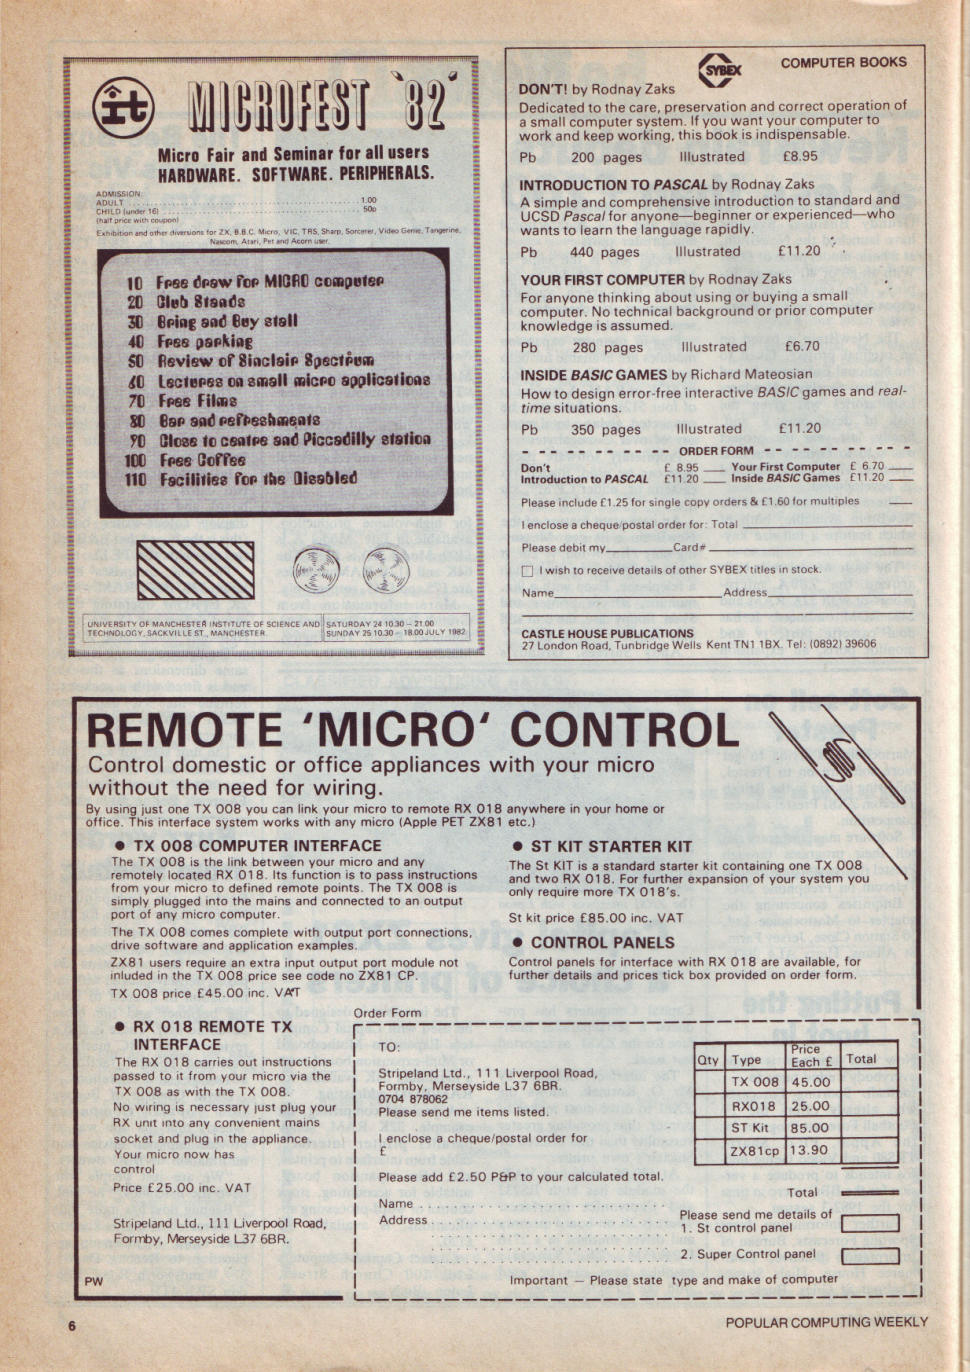 it
MICROFEST '82
Micro Fair and Seminar for all users
HARDWARE. SOFTWARE. PERIPHERALS.
ADMISSION:
ADULT ........ 1.00
CHILD (under 16) ........ 50p
(half price with coupon)
Exhibition and other diversions for ZX, B.B.C. Micro, VIC, TRS, Sharp, Sorcerer, Video Genie, Tangerine,
Nascom, Atari, Pet and Acorn user.
10 Free draw for MICRO computer
20 Club Stands
30 Bring and Buy stall
40 Free parking
50 Review of Sinclair Spectrum
60 Lectures on small micro applications
70 Free Films
80 Bar and refreshments
90 Close to centre and Piccadilly station
100 Free Coffee
110 Facilities for the Disabled
UNIVERSITY OF MANCHESTER INSTITUTE OF SCIENCE AND
TECHNOLOGY, SACKVILLE ST., MANCHESTER.
SATURDAY 24 10.30 – 21.00
SUNDAY 25 10.30 – 18.00 JULY 1982
SYBEX
COMPUTER BOOKS
DON'T! by Rodnay Zaks
Dedicated to the care, preservation and correct operation of
a small computer system. If you want your computer to
work and keep working, this book is indispensable.
Pb 200 pages Illustrated £8.95
INTRODUCTION TO PASCAL by Rodnay Zaks
A simple and comprehensive introduction to standard and
UCSD Pascal for anyone—beginner or experienced—who
wants to learn the language rapidly.
Pb 440 pages Illustrated £11.20
YOUR FIRST COMPUTER by Rodnay Zaks
For anyone thinking about using or buying a small
computer. No technical background or prior computer
knowledge is assumed.
Pb 280 pages Illustrated £6.70
INSIDE BASIC GAMES by Richard Mateosian
How to design error-free interactive BASIC games and real-
time situations.
Pb 350 pages Illustrated £11.20
ORDER FORM
Don't £ 8.95 ___ Your First Computer £ 6.70 ___
Introduction to PASCAL £11.20 ___ Inside BASIC Games £11.20 ___
Please include £1.25 for single copy orders & £1.60 for multiples ___
I enclose a cheque/postal order for: Total ___
Please debit my ___ Card# ___
I wish to receive details of other SYBEX titles in stock.
Name ___ Address ___
CASTLE HOUSE PUBLICATIONS
27 London Road, Tunbridge Wells Kent TN1 1BX. Tel: (0892) 39606
REMOTE 'MICRO' CONTROL
Control domestic or office appliances with your micro
without the need for wiring.
By using just one TX 008 you can link your micro to remote RX 018 anywhere in your home or
office. This interface system works with any micro (Apple PET ZX81 etc.)
● TX 008 COMPUTER INTERFACE
The TX 008 is the link between your micro and any
remotely located RX 018. Its function is to pass instructions
from your micro to defined remote points. The TX 008 is
simply plugged into the mains and connected to an output
port of any micro computer.
The TX 008 comes complete with output port connections,
drive software and application examples.
ZX81 users require an extra input output port module not
inluded in the TX 008 price see code no ZX81 CP.
TX 008 price £45.00 inc. VAT
● ST KIT STARTER KIT
The St KIT is a standard starter kit containing one TX 008
and two RX 018. For further expansion of your system you
only require more TX 018's.
St kit price £85.00 inc. VAT
● CONTROL PANELS
Control panels for interface with RX 018 are available, for
further details and prices tick box provided on order form.
● RX 018 REMOTE TX
INTERFACE
The RX 018 carries out instructions
passed to it from your micro via the
TX 008 as with the TX 008.
No wiring is necessary just plug your
RX unit into any convenient mains
socket and plug in the appliance.
Your micro now has
control
Price £25.00 inc. VAT
Stripeland Ltd., 111 Liverpool Road,
Formby, Merseyside L37 6BR.
PW
Order Form
TO:
Stripeland Ltd., 111 Liverpool Road,
Formby, Merseyside L37 6BR.
0704 878062
Please send me items listed.
I enclose a cheque/postal order for
£
Please add £2.50 P&P to your calculated total.
Name
Address
Qty Type Price Each £ Total
TX 008 45.00
RX018 25.00
ST Kit 85.00
ZX81cp 13.90
Total
Please send me details of
1. St control panel
2. Super Control panel
Important — Please state type and make of computer
6
POPULAR COMPUTING WEEKLY